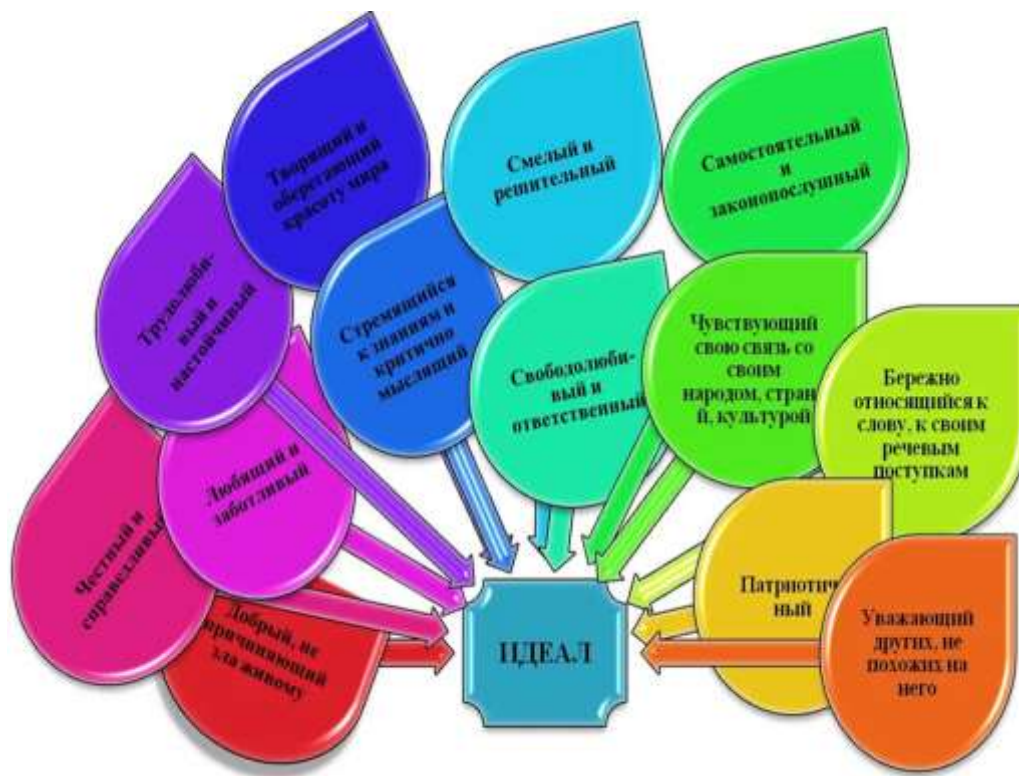 Творящий и
оберегающий
красоту мира
Смелый и
решительный
Самостоятельный
и
законопослушный
Трудолюби-
вый и
настойчивый
Стремящийся
к знаниям и
критично
мыслящий
Свободолюби-
вый и
ответственный
Чувствующий
свою связь со
своим
народом, стран
й, культурой
Бережно
относящийся к
слову, к своим
речевым
поступкам
Любящий и
заботливый
Честный и
справедливый
Добрый, не
причиняющий
зла живому
ИДЕАЛ
Патриотич
ный
Уважающий
других, не
похожих на
него